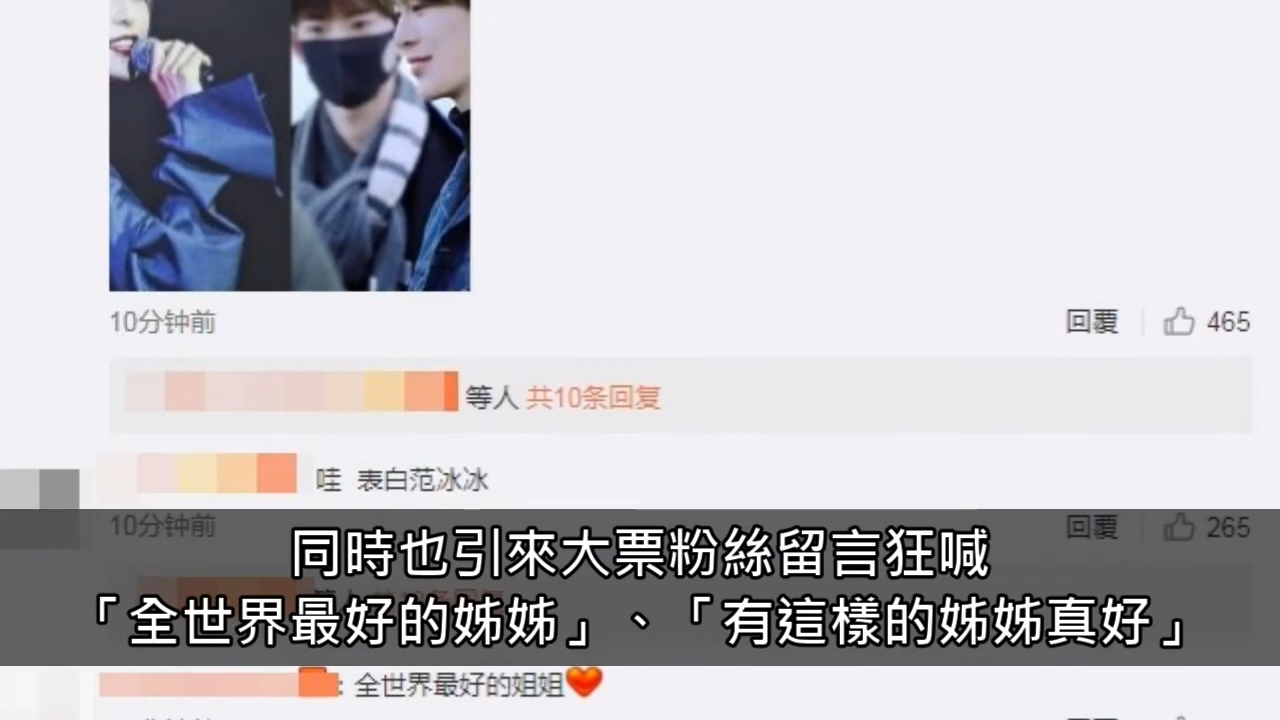 10分钟前
回覆 465
等人 共10条回复
哇 表白范冰冰
10分钟前
回覆 265
同時也引來大票粉絲留言狂喊
「全世界最好的姊姊」、「有這樣的姊姊真好」
: 全世界最好的姐姐❤️